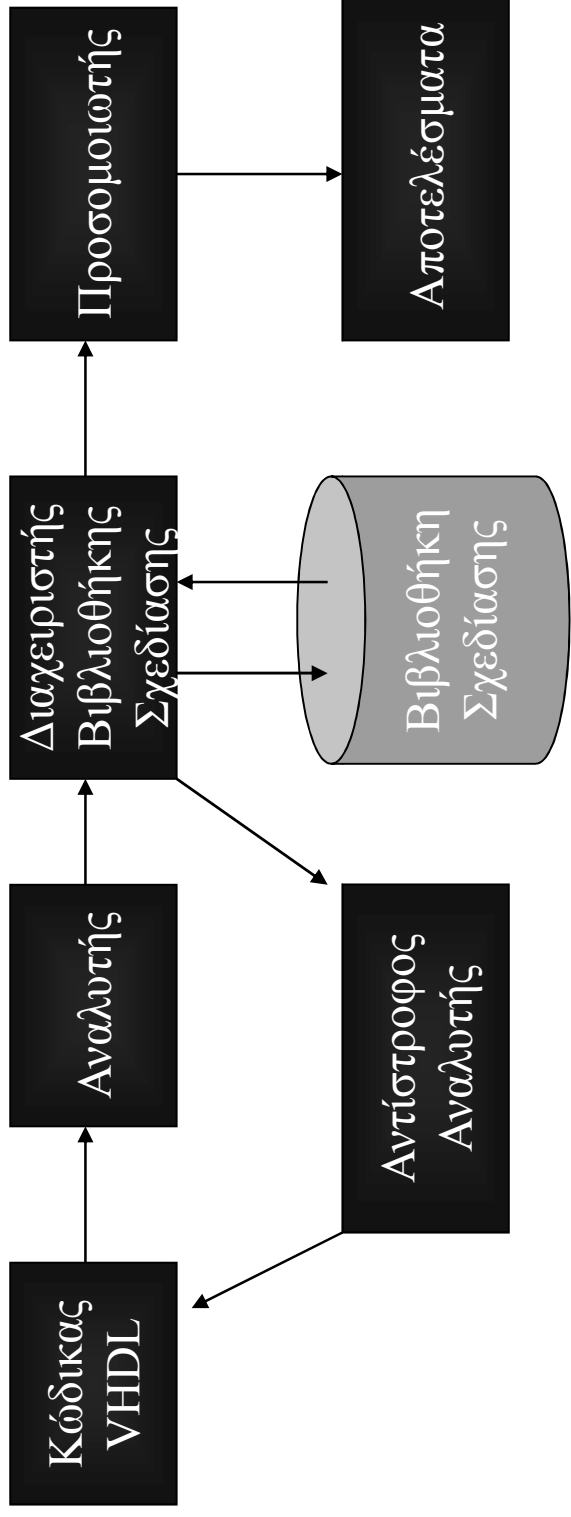 Κώδικας
VHDL
Αναλυτής
Διαχειριστής
Βιβλιοθήκης
Σχεδίασης
Προσομοιωτής
Αντίστροφος
Αναλυτής
Βιβλιοθήκη
Σχεδίασης
Αποτελέσματα